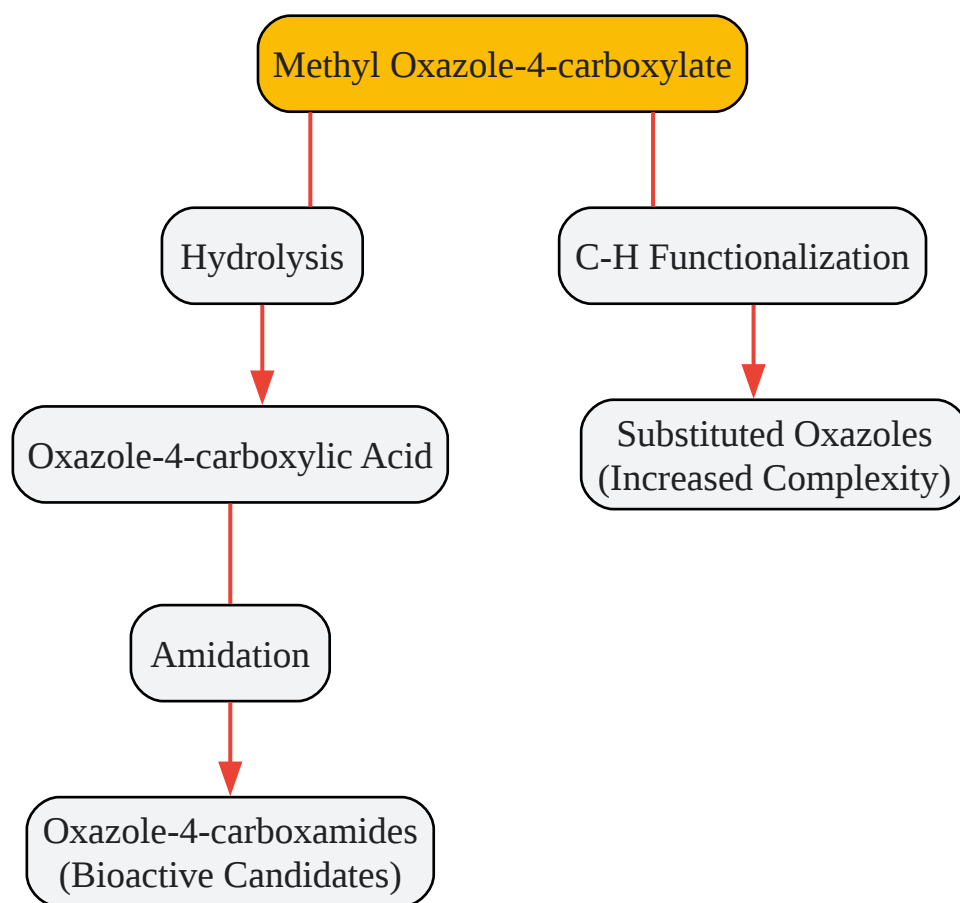 Methyl Oxazole-4-carboxylate
Hydrolysis
C-H Functionalization
Oxazole-4-carboxylic Acid
Substituted Oxazoles
(Increased Complexity)
Amidation
Oxazole-4-carboxamides
(Bioactive Candidates)